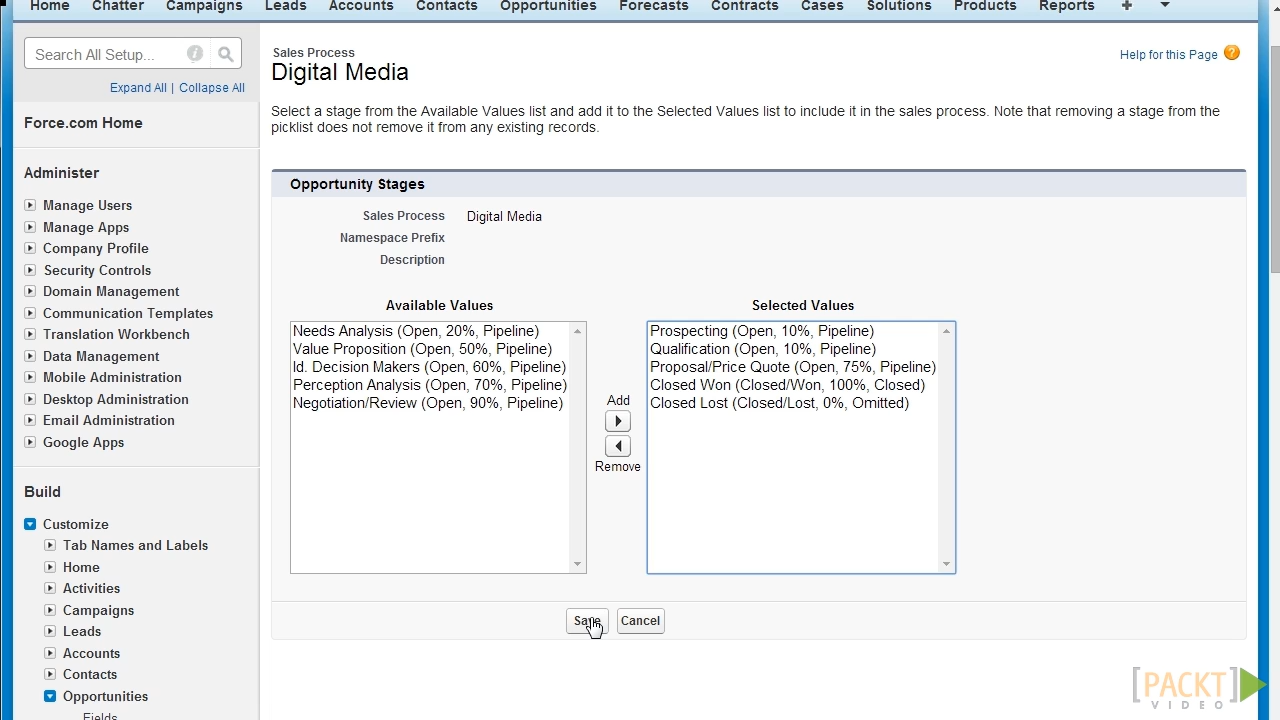 Home Chatter Campaigns Leads Accounts Contacts Opportunities Forecasts Contracts Cases Solutions Products Reports +
Search All Setup...
Expand All | Collapse All
Force.com Home
Administer
Manage Users
Manage Apps
Company Profile
Security Controls
Domain Management
Communication Templates
Translation Workbench
Data Management
Mobile Administration
Desktop Administration
Email Administration
Google Apps
Build
Customize
Tab Names and Labels
Home
Activities
Campaigns
Leads
Accounts
Contacts
Opportunities
Fields
Sales Process
Digital Media
Help for this Page ?
Select a stage from the Available Values list and add it to the Selected Values list to include it in the sales process. Note that removing a stage from the
picklist does not remove it from any existing records.
Opportunity Stages
Sales Process Digital Media
Namespace Prefix
Description
Available Values
Needs Analysis (Open, 20%, Pipeline)
Value Proposition (Open, 50%, Pipeline)
Id. Decision Makers (Open, 60%, Pipeline)
Perception Analysis (Open, 70%, Pipeline)
Negotiation/Review (Open, 90%, Pipeline)
Add
Remove
Selected Values
Prospecting (Open, 10%, Pipeline)
Qualification (Open, 10%, Pipeline)
Proposal/Price Quote (Open, 75%, Pipeline)
Closed Won (Closed/Won, 100%, Closed)
Closed Lost (Closed/Lost, 0%, Omitted)
Save Cancel
[PACKT]
VIDEO